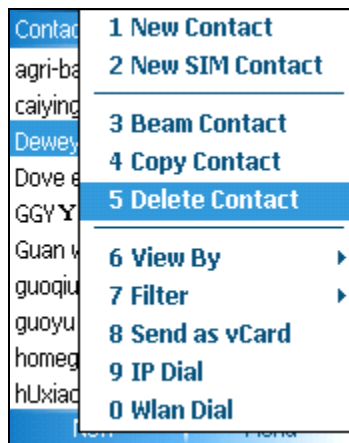 Contac
agri-ba
caiying
Dewey
Dove e
GGY Y
Guan w
guoqiu
guoyu
homeg
hUxiao
1 New Contact
2 New SIM Contact
3 Beam Contact
4 Copy Contact
5 Delete Contact
6 View By
7 Filter
8 Send as vCard
9 IP Dial
0 Wlan Dial